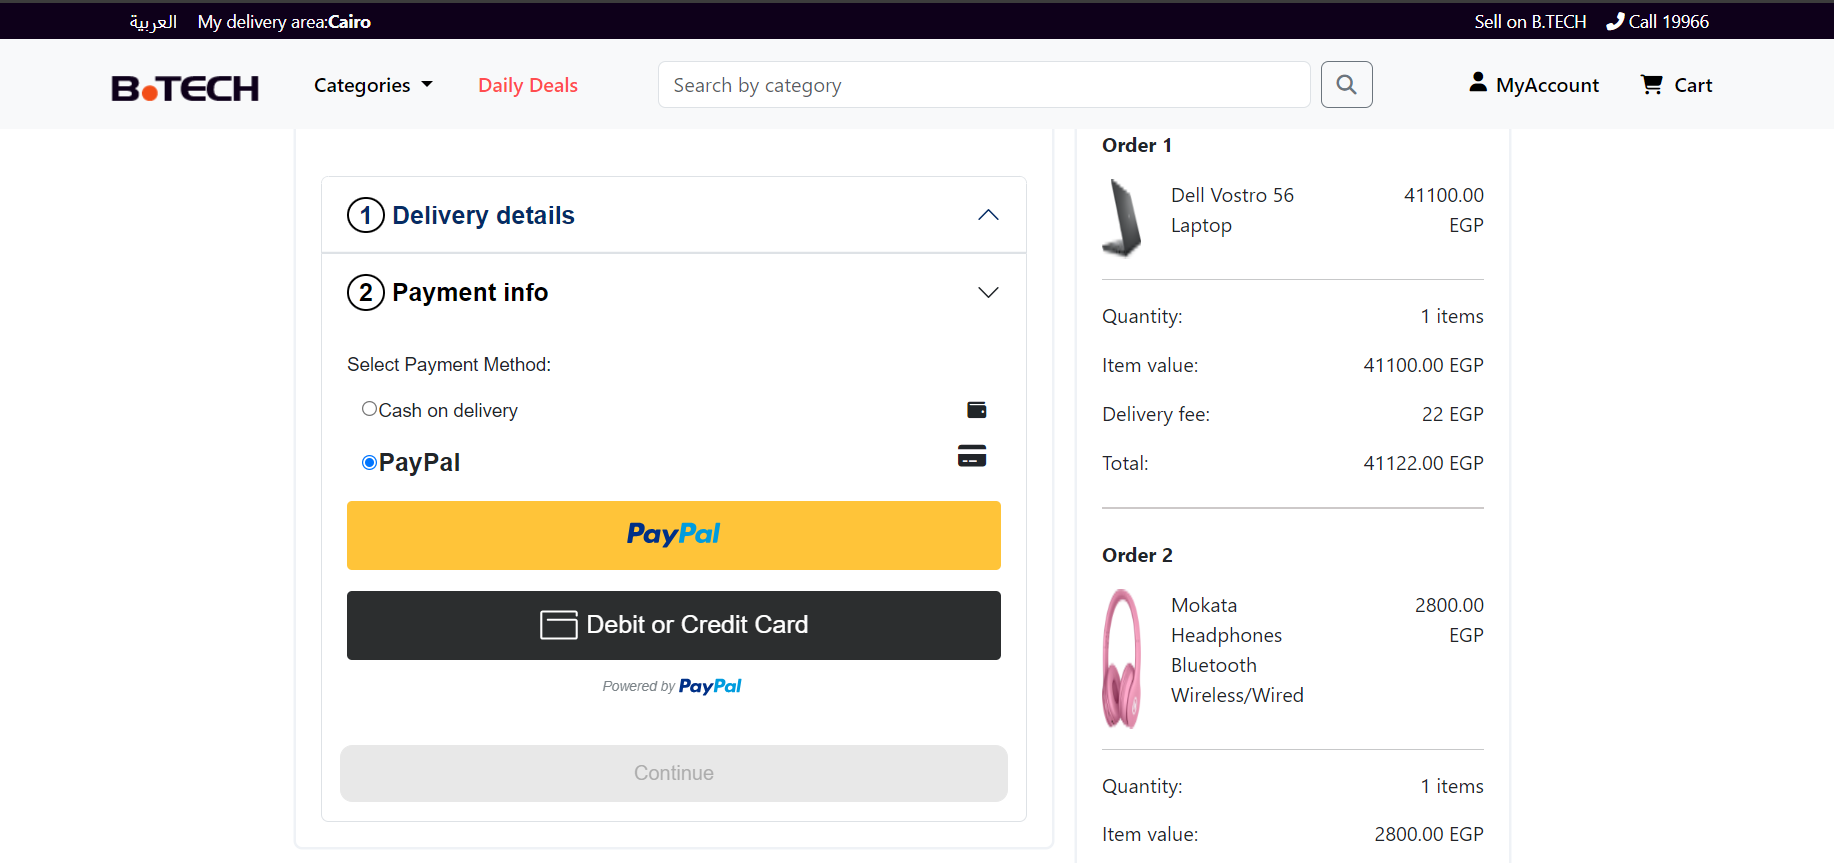 العربية My delivery area:Cairo Sell on B.TECH Call 19966
B.TECH Categories Daily Deals Search by category MyAccount Cart
1 Delivery details
2 Payment info
Select Payment Method:
Cash on delivery
PayPal
PayPal
Debit or Credit Card
Powered by PayPal
Continue
Order 1
Dell Vostro 56 41100.00
Laptop EGP
Quantity: 1 items
Item value: 41100.00 EGP
Delivery fee: 22 EGP
Total: 41122.00 EGP
Order 2
Mokata 2800.00
Headphones EGP
Bluetooth
Wireless/Wired
Quantity: 1 items
Item value: 2800.00 EGP